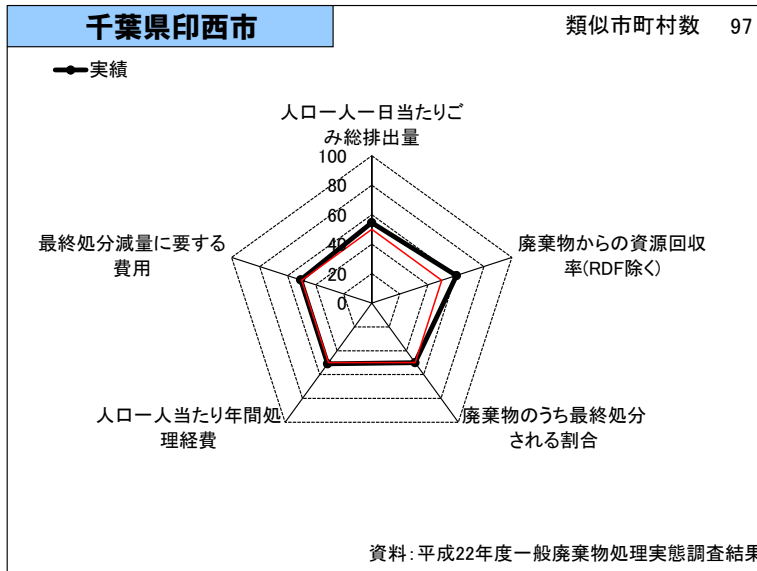 千葉県印西市
類似市町村数 97
実績
人口一人一日当たりご
み総排出量
100
80
60
40
20
0
廃棄物からの資源回収
率(RDF除く)
廃棄物のうち最終処分
される割合
人口一人当たり年間処
理経費
最終処分減量に要する
費用
資料:平成22年度一般廃棄物処理実態調査結果